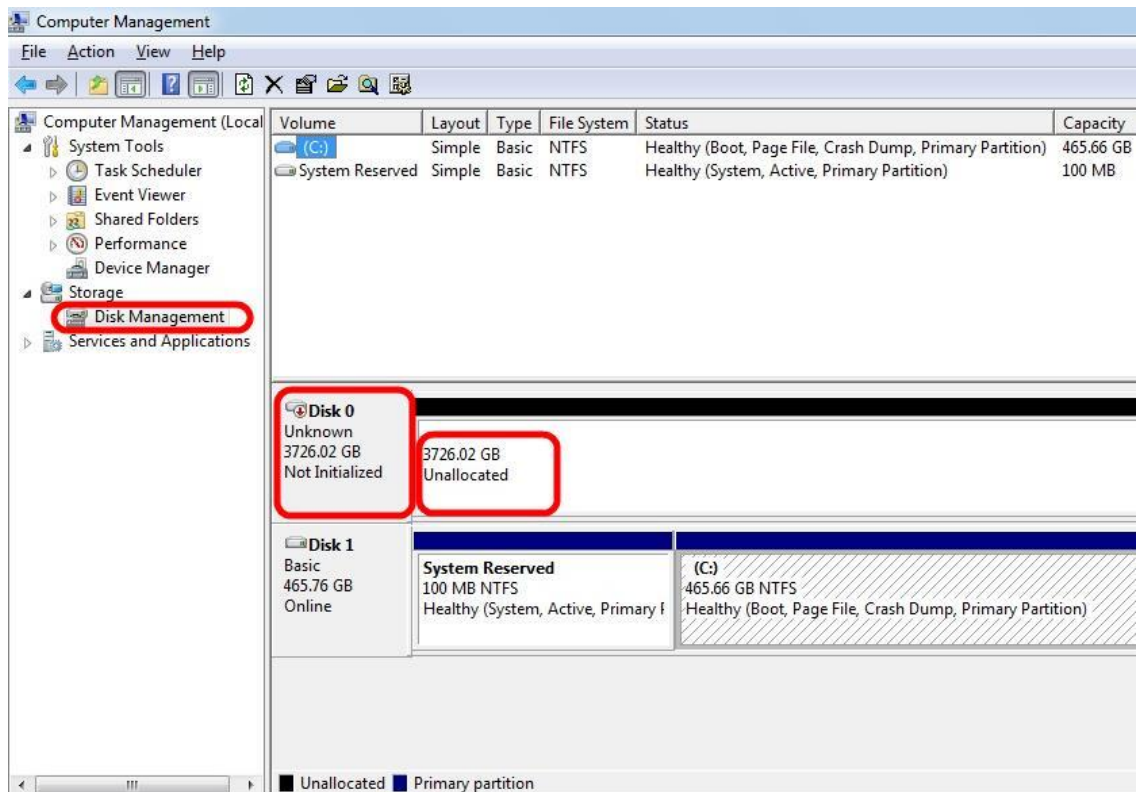 Computer Management
File Action View Help
Computer Management (Local
System Tools
Task Scheduler
Event Viewer
Shared Folders
Performance
Device Manager
Storage
Disk Management
Services and Applications
Volume Layout Type File System Status Capacity
(C:) Simple Basic NTFS Healthy (Boot, Page File, Crash Dump, Primary Partition) 465.66 GB
System Reserved Simple Basic NTFS Healthy (System, Active, Primary Partition) 100 MB
Disk 0
Unknown
3726.02 GB
Not Initialized
3726.02 GB
Unallocated
Disk 1
Basic
465.76 GB
Online
System Reserved
100 MB NTFS
Healthy (System, Active, Primary
(C:)
465.66 GB NTFS
Healthy (Boot, Page File, Crash Dump, Primary Partition)
Unallocated Primary partition